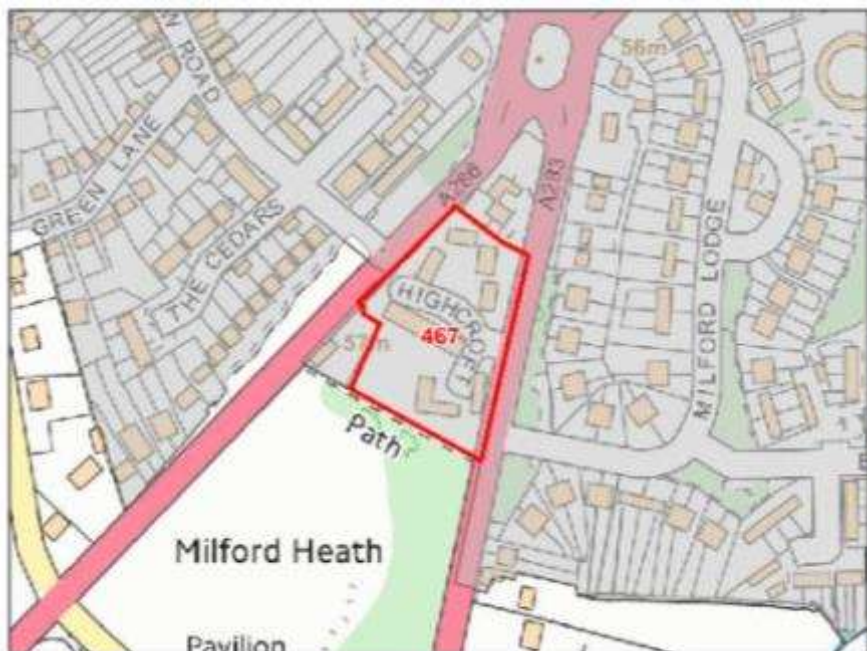 56m
ROAD
GREEN LANE
THE CEDARS
A286
A283
HIGHCROFT
467
57m
MILFORD LODGE
Path
Milford Heath
Pavilion